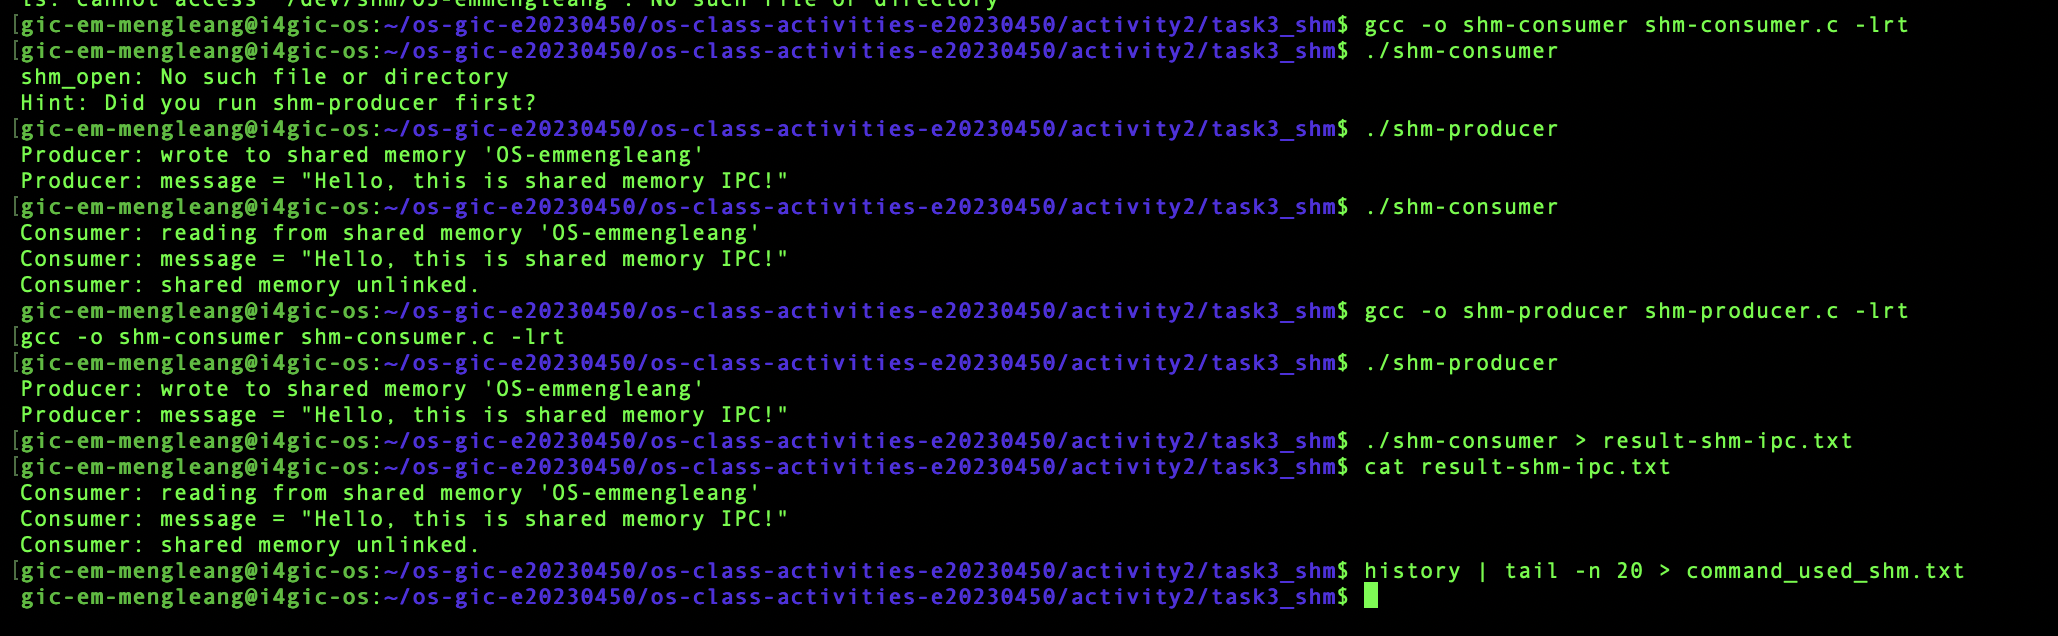 ls: cannot access '/dev/shm/OS-emmengleang': No such file or directory
[gic-em-mengleang@i4gic-os:~/os-gic-e20230450/os-class-activities-e20230450/activity2/task3_shm$ gcc -o shm-consumer shm-consumer.c -lrt
[gic-em-mengleang@i4gic-os:~/os-gic-e20230450/os-class-activities-e20230450/activity2/task3_shm$ ./shm-consumer
shm_open: No such file or directory
Hint: Did you run shm-producer first?
[gic-em-mengleang@i4gic-os:~/os-gic-e20230450/os-class-activities-e20230450/activity2/task3_shm$ ./shm-producer
Producer: wrote to shared memory 'OS-emmengleang'
Producer: message = "Hello, this is shared memory IPC!"
[gic-em-mengleang@i4gic-os:~/os-gic-e20230450/os-class-activities-e20230450/activity2/task3_shm$ ./shm-consumer
Consumer: reading from shared memory 'OS-emmengleang'
Consumer: message = "Hello, this is shared memory IPC!"
Consumer: shared memory unlinked.
gic-em-mengleang@i4gic-os:~/os-gic-e20230450/os-class-activities-e20230450/activity2/task3_shm$ gcc -o shm-producer shm-producer.c -lrt
[gcc -o shm-consumer shm-consumer.c -lrt
[gic-em-mengleang@i4gic-os:~/os-gic-e20230450/os-class-activities-e20230450/activity2/task3_shm$ ./shm-producer
Producer: wrote to shared memory 'OS-emmengleang'
Producer: message = "Hello, this is shared memory IPC!"
[gic-em-mengleang@i4gic-os:~/os-gic-e20230450/os-class-activities-e20230450/activity2/task3_shm$ ./shm-consumer > result-shm-ipc.txt
[gic-em-mengleang@i4gic-os:~/os-gic-e20230450/os-class-activities-e20230450/activity2/task3_shm$ cat result-shm-ipc.txt
Consumer: reading from shared memory 'OS-emmengleang'
Consumer: message = "Hello, this is shared memory IPC!"
Consumer: shared memory unlinked.
[gic-em-mengleang@i4gic-os:~/os-gic-e20230450/os-class-activities-e20230450/activity2/task3_shm$ history | tail -n 20 > command_used_shm.txt
gic-em-mengleang@i4gic-os:~/os-gic-e20230450/os-class-activities-e20230450/activity2/task3_shm$